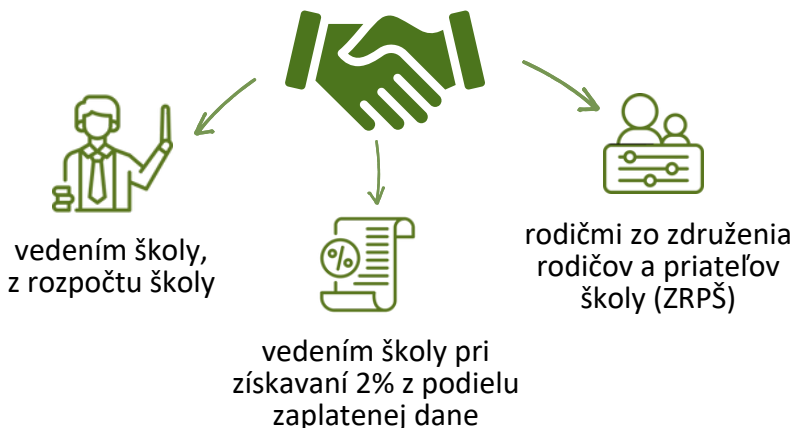 vedením školy,
z rozpočtu školy
%
vedením školy pri
získavaní 2% z podielu
zaplatenej dane
rodičmi zo združenia
rodičov a priateľov
školy (ZRPŠ)